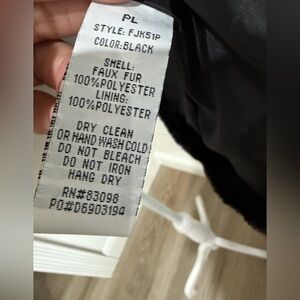 PL
STYLE: FJK51P
COLOR:BLACK
SHELL:
FAUX FUR
100%POLYESTER
LINING:
100%POLYESTER
DRY CLEAN
OR HAND WASH COLD
DO NOT BLEACH
DO NOT IRON
HANG DRY
RN#83098
PO#D6903194